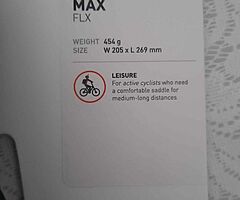 MAX
FLX
WEIGHT 454 g
SIZE W 205 x L 269 mm
LEISURE
For active cyclists who need
a comfortable saddle for
medium-long distances